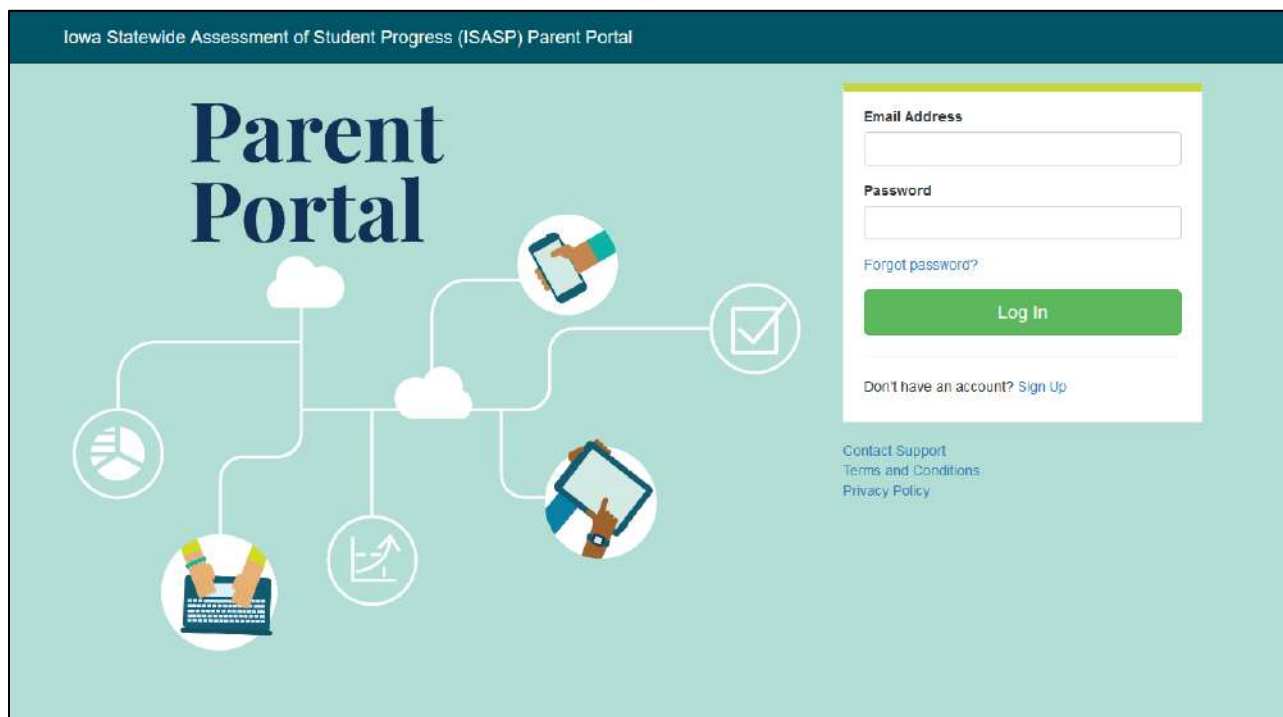 Iowa Statewide Assessment of Student Progress (ISASP) Parent Portal
Parent
Portal
Email Address
Password
Forgot password?
Log In
Don't have an account? Sign Up
Contact Support
Terms and Conditions
Privacy Policy